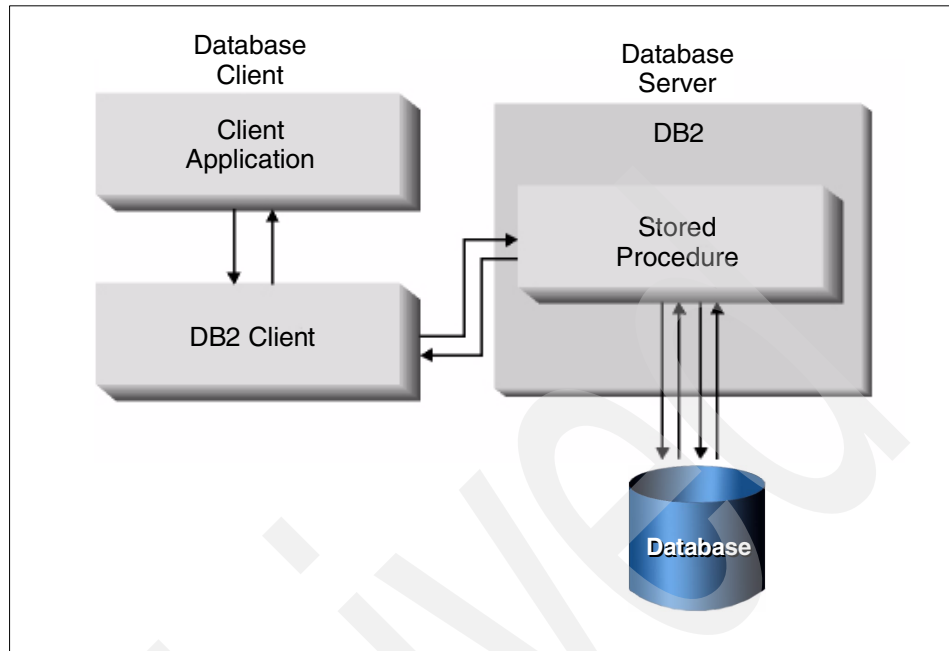 Database
Client
Client
Application
DB2 Client
Database
Server
DB2
Stored
Procedure
Database